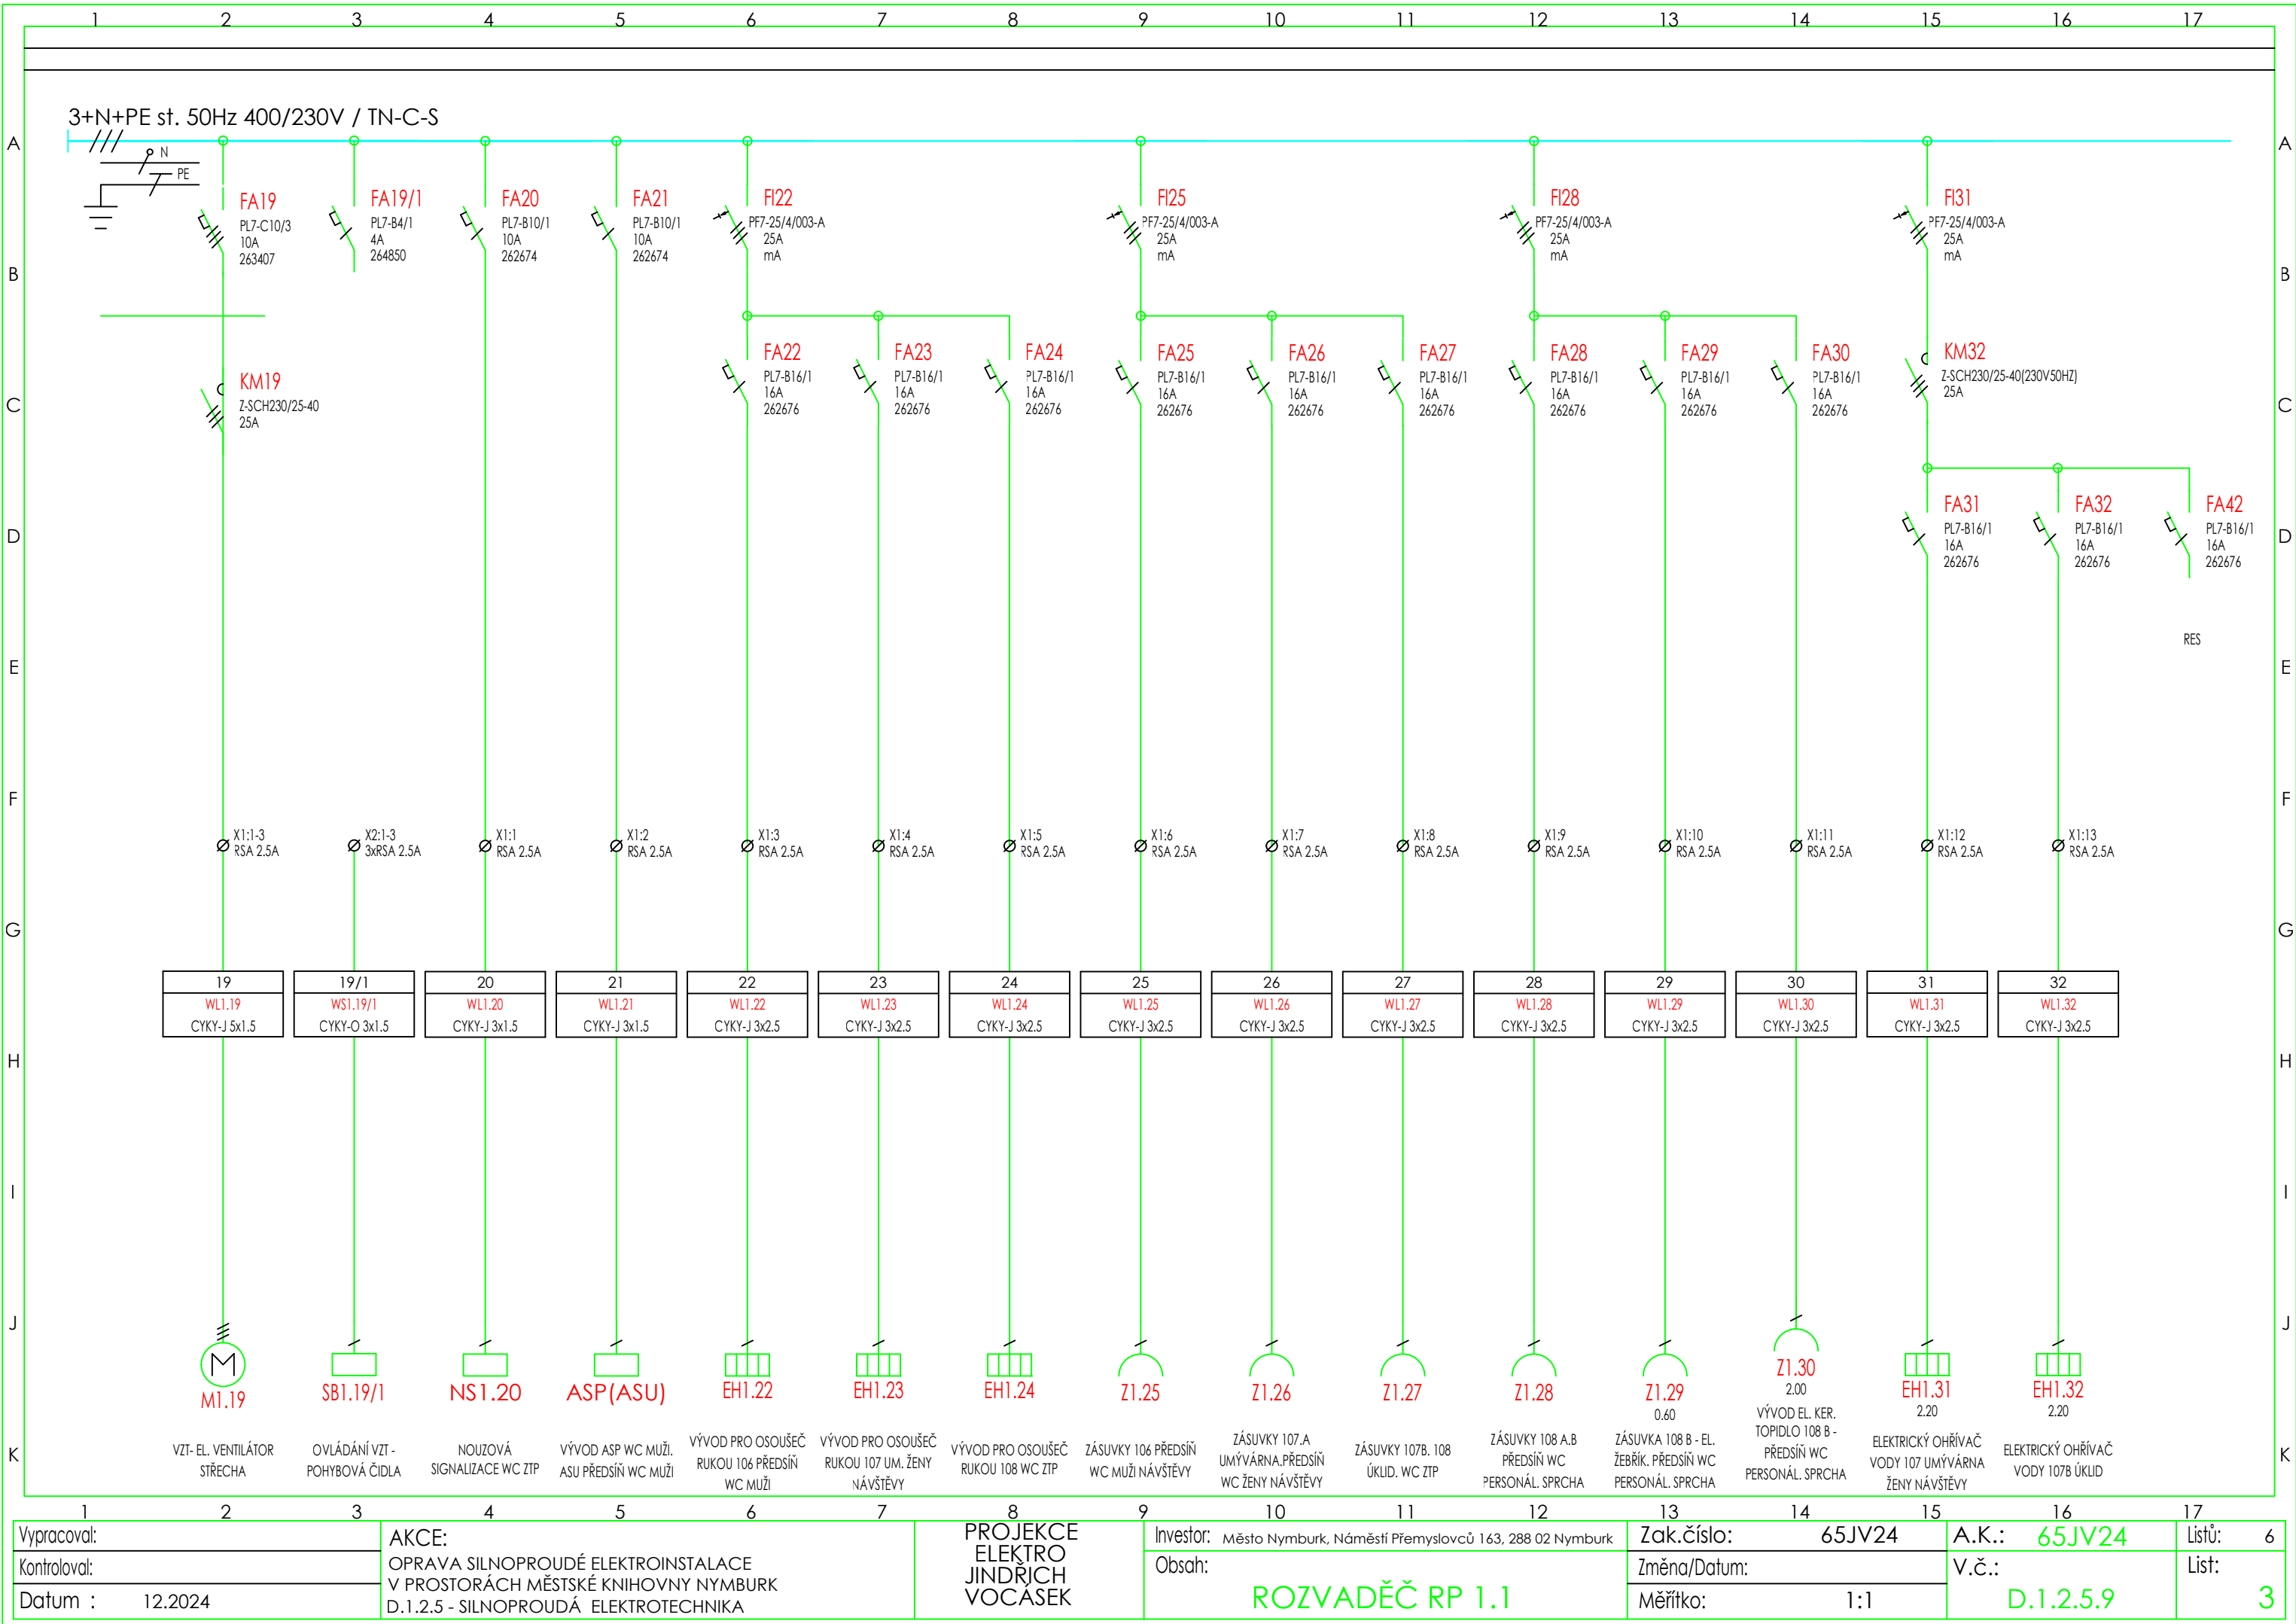 1 2 3 4 5 6 7 8 9 10 11 12 13 14 15 16 17
3+N+PE st. 50Hz 400/230V / TN-C-S
A A
N
PE
FA19
PL7-C10/3
10A
263407
FA19/1
PL7-B4/1
4A
264850
FA20
PL7-B10/1
10A
262674
FA21
PL7-B10/1
10A
262674
FI22
PF7-25/4/003-A
25A
mA
FI25
PF7-25/4/003-A
25A
mA
FI28
PF7-25/4/003-A
25A
mA
FI31
PF7-25/4/003-A
25A
mA
B B
KM19
Z-SCH230/25-40
25A
FA22
PL7-B16/1
16A
262676
FA23
PL7-B16/1
16A
262676
FA24
PL7-B16/1
16A
262676
FA25
PL7-B16/1
16A
262676
FA26
PL7-B16/1
16A
262676
FA27
PL7-B16/1
16A
262676
FA28
PL7-B16/1
16A
262676
FA29
PL7-B16/1
16A
262676
FA30
PL7-B16/1
16A
262676
KM32
Z-SCH230/25-40(230V50HZ)
25A
C C
FA31
PL7-B16/1
16A
262676
FA32
PL7-B16/1
16A
262676
FA42
PL7-B16/1
16A
262676
D D
RES
E E
F F
X1:1-3
RSA 2.5A
X2:1-3
3xRSA 2.5A
X1:1
RSA 2.5A
X1:2
RSA 2.5A
X1:3
RSA 2.5A
X1:4
RSA 2.5A
X1:5
RSA 2.5A
X1:6
RSA 2.5A
X1:7
RSA 2.5A
X1:8
RSA 2.5A
X1:9
RSA 2.5A
X1:10
RSA 2.5A
X1:11
RSA 2.5A
X1:12
RSA 2.5A
X1:13
RSA 2.5A
G G
19
WL1.19
CYKY-J 5x1.5
19/1
WS1.19/1
CYKY-O 3x1.5
20
WL1.20
CYKY-J 3x1.5
21
WL1.21
CYKY-J 3x1.5
22
WL1.22
CYKY-J 3x2.5
23
WL1.23
CYKY-J 3x2.5
24
WL1.24
CYKY-J 3x2.5
25
WL1.25
CYKY-J 3x2.5
26
WL1.26
CYKY-J 3x2.5
27
WL1.27
CYKY-J 3x2.5
28
WL1.28
CYKY-J 3x2.5
29
WL1.29
CYKY-J 3x2.5
30
WL1.30
CYKY-J 3x2.5
31
WL1.31
CYKY-J 3x2.5
32
WL1.32
CYKY-J 3x2.5
H H
I I
J J
M
M1.19
VZT- EL. VENTILÁTOR
STŘECHA
SB1.19/1
OVLÁDÁNÍ VZT -
POHYBOVÁ ČIDLA
NS1.20
NOUZOVÁ
SIGNALIZACE WC ZTP
ASP(ASU)
VÝVOD ASP WC MUŽI.
ASU PŘEDSÍŇ WC MUŽI
EH1.22
VÝVOD PRO OSOUŠEČ
RUKOU 106 PŘEDSÍŇ
WC MUŽI
EH1.23
VÝVOD PRO OSOUŠEČ
RUKOU 107 UM. ŽENY
NÁVŠTĚVY
EH1.24
VÝVOD PRO OSOUŠEČ
RUKOU 108 WC ZTP
Z1.25
ZÁSUVKY 106 PŘEDSÍŇ
WC MUŽI NÁVŠTĚVY
Z1.26
ZÁSUVKY 107.A
UMÝVÁRNA.PŘEDSÍŇ
WC ŽENY NÁVŠTĚVY
Z1.27
ZÁSUVKY 107B. 108
ÚKLID. WC ZTP
Z1.28
ZÁSUVKY 108 A.B
PŘEDSÍŇ WC
PERSONÁL. SPRCHA
Z1.29
0.60
ZÁSUVKA 108 B - EL.
ŽEBŘÍK. PŘEDSÍŇ WC
PERSONÁL. SPRCHA
Z1.30
2.00
VÝVOD EL. KER.
TOPIDLO 108 B -
PŘEDSÍŇ WC
PERSONÁL. SPRCHA
EH1.31
2.20
ELEKTRICKÝ OHŘÍVAČ
VODY 107 UMÝVÁRNA
ŽENY NÁVŠTĚVY
EH1.32
2.20
ELEKTRICKÝ OHŘÍVAČ
VODY 107B ÚKLID
K K
1 2 3 4 5 6 7 8 9 10 11 12 13 14 15 16 17
Vypracoval:
Kontroloval:
Datum : 12.2024
AKCE:
OPRAVA SILNOPROUDÉ ELEKTROINSTALACE
V PROSTORÁCH MĚSTSKÉ KNIHOVNY NYMBURK
D.1.2.5 - SILNOPROUDÁ ELEKTROTECHNIKA
PROJEKCE
ELEKTRO
JINDŘICH
VOCÁSEK
Investor: Město Nymburk, Náměstí Přemyslovců 163, 288 02 Nymburk
Obsah:
ROZVADĚČ RP 1.1
Zak.číslo: 65JV24
Změna/Datum:
Měřítko: 1:1
A.K.: 65JV24
V.č.:
D.1.2.5.9
Listů: 6
List:
3